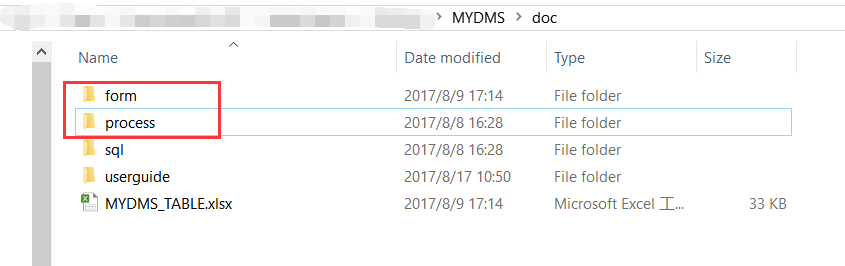 MYDMS › doc
Name Date modified Type Size
form 2017/8/9 17:14 File folder
process 2017/8/8 16:28 File folder
sql 2017/8/8 16:28 File folder
userguide 2017/8/17 10:50 File folder
MYDMS_TABLE.xlsx 2017/8/9 17:14 Microsoft Excel 工... 33 KB